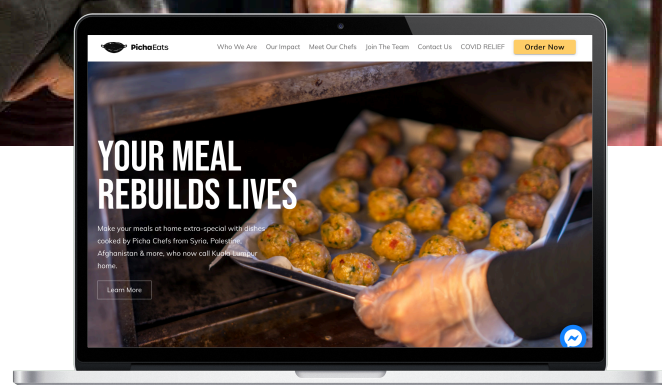 PichaEats
Who We Are Our Impact Meet Our Chefs Join The Team Contact Us COVID RELIEF Order Now
YOUR MEAL
REBUILDS LIVES
Make your meals at home extra-special with dishes
cooked by Picha Chefs from Syria, Palestine,
Afghanistan & more, who now call Kuala Lumpur
home.
Learn More